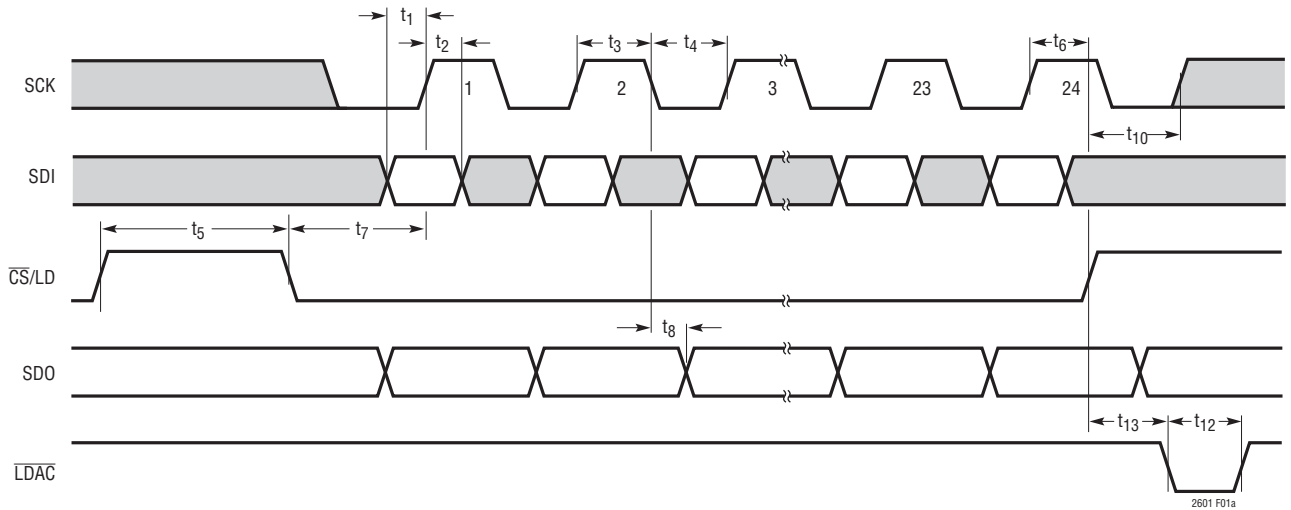 t1
t2
t3
t4
t6
SCK
1
2
3
23
24
t10
SDI
t5
t7
CS/LD
t8
SDO
t13
t12
LDAC
2601 F01a